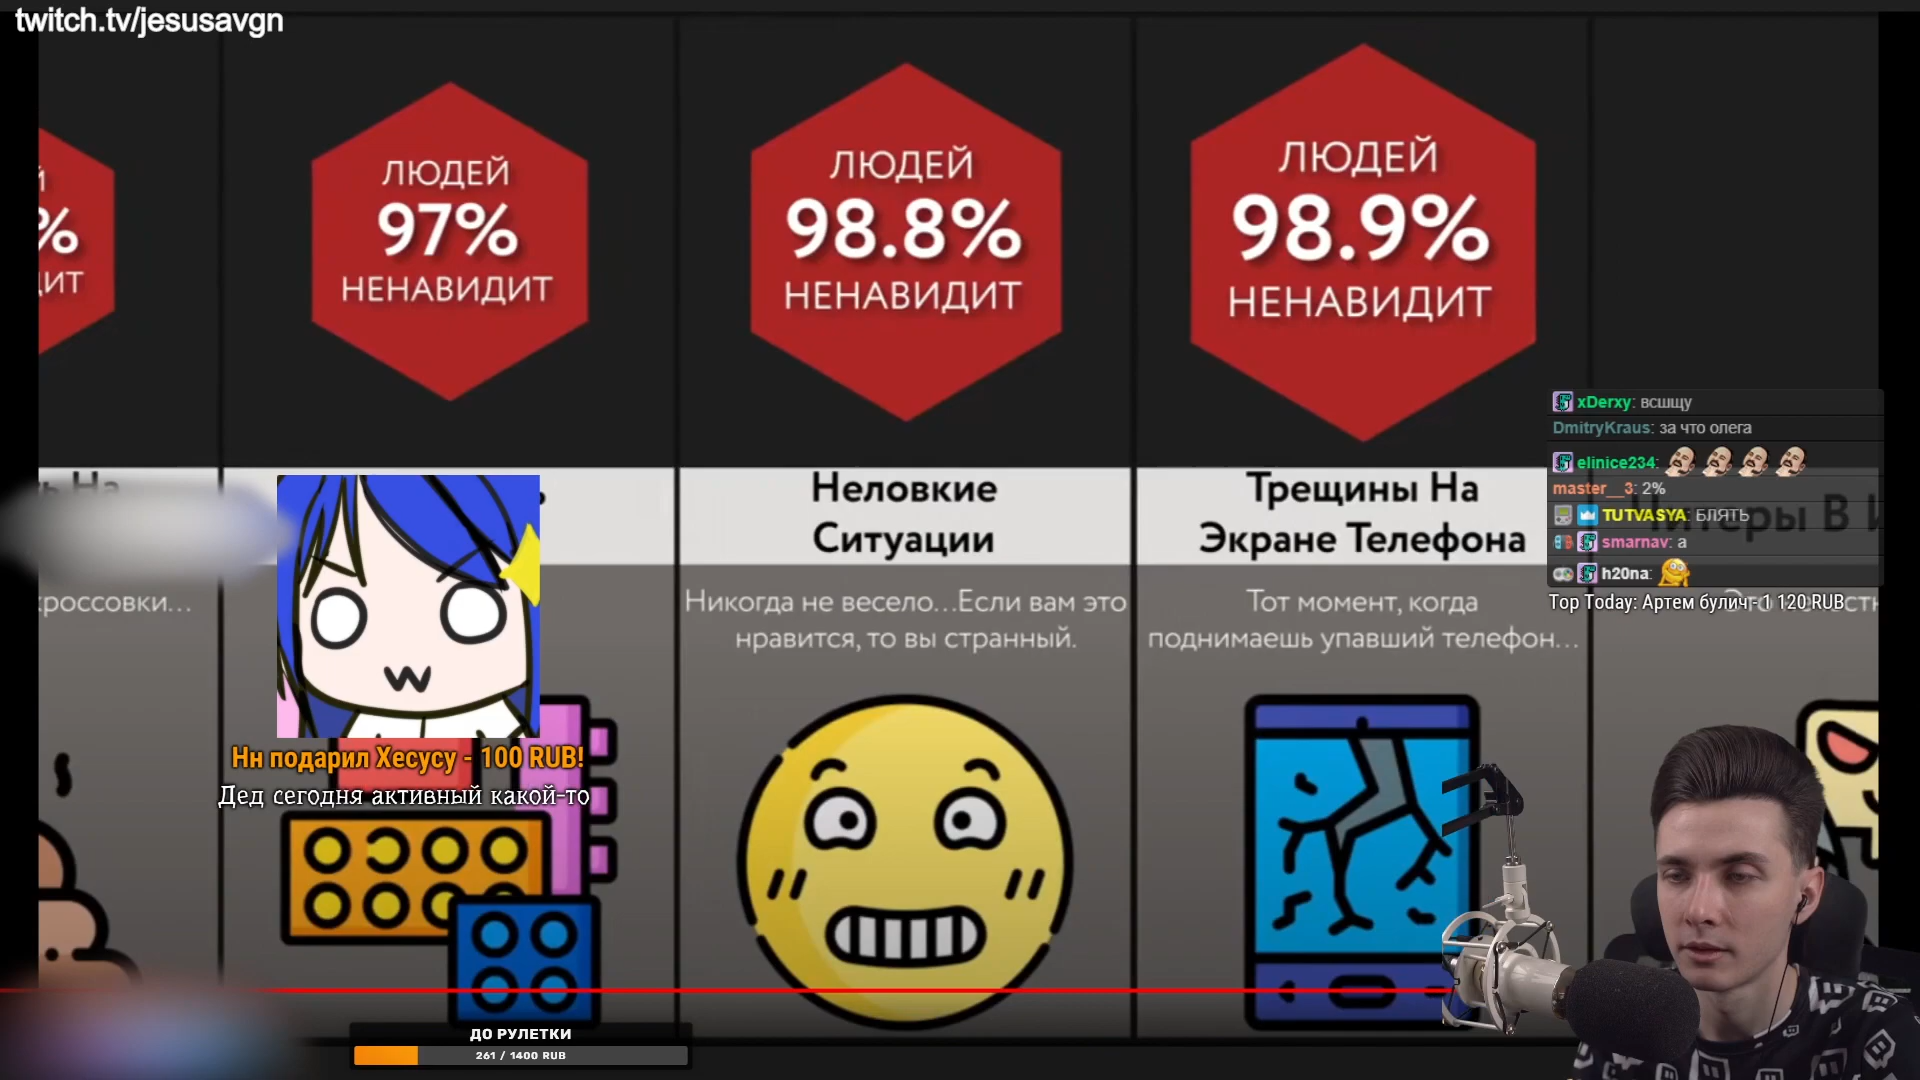 twitch.tv/jesusavgn
%
ЛЮДЕЙ
97%
НЕНАВИДИТ
ЛЮДЕЙ
98.8%
НЕНАВИДИТ
ЛЮДЕЙ
98.9%
НЕНАВИДИТ
Неловкие
Ситуации
Трещины На
Экране Телефона
кроссовки...
Никогда не весело...Если вам это
нравится, то вы странный.
Тот момент, когда
поднимаешь упавший телефон...
xDerxy: всшщу
DmitryKraus: за что олега
elinice234:
master__3: 2%
TUTVASYA: БЛЯТЬ
smarnav: а
h20na:
Top Today: Артем булич - 1 120 RUB
Нн подарил Хесусу - 100 RUB!
Дед сегодня активный какой-то
ДО РУЛЕТКИ
261 / 1400 RUB